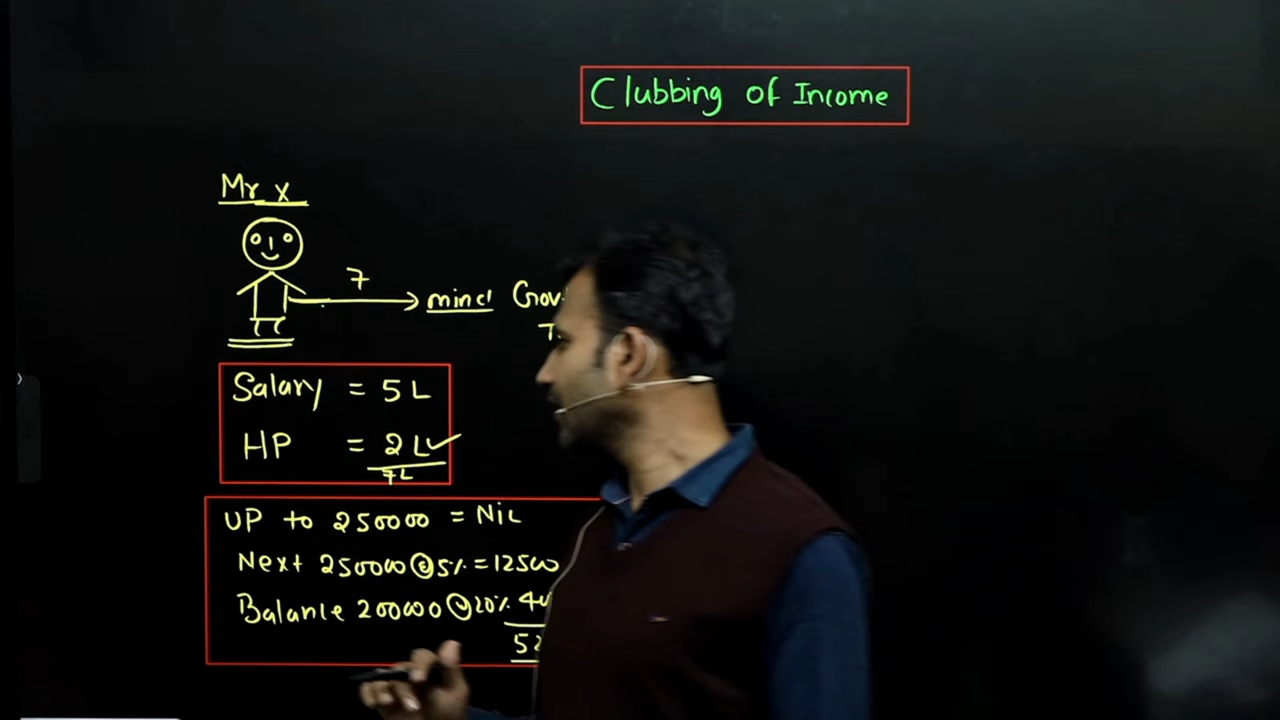 Clubbing of Income
Mr X
7
mind
Salary = 5L
HP = 2L
7L
UP to 250000 = NiL
Next 250000@5% = 12500
Balance 200000@20%